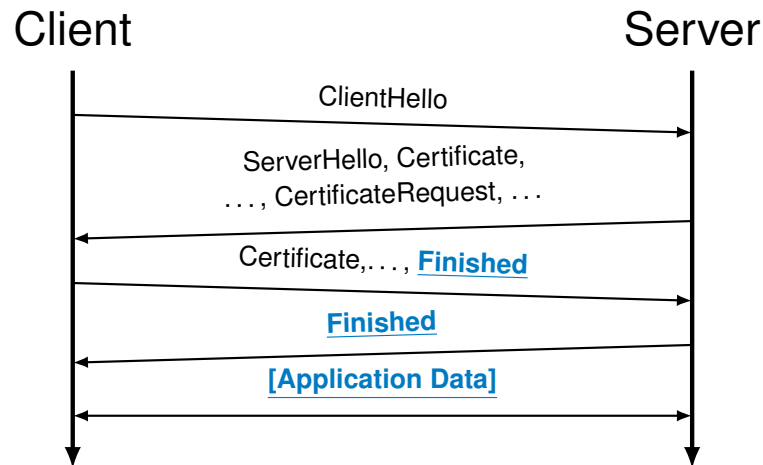 Client
Server
ClientHello
ServerHello, Certificate,
. . . , CertificateRequest, . . .
Certificate,. . . , Finished
Finished
[Application Data]